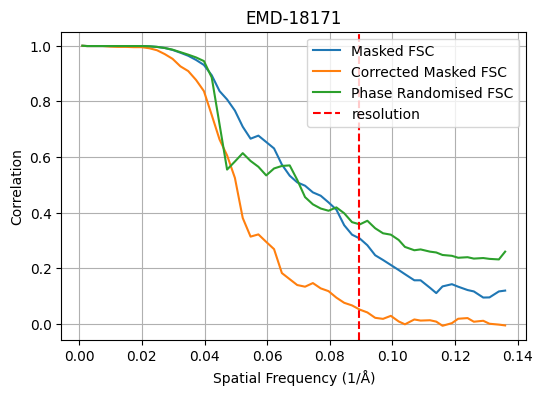 EMD-18171
Masked FSC
Corrected Masked FSC
Phase Randomised FSC
resolution
1.0
0.8
0.6
0.4
0.2
0.0
Correlation
0.00 0.02 0.04 0.06 0.08 0.10 0.12 0.14
Spatial Frequency (1/Å)